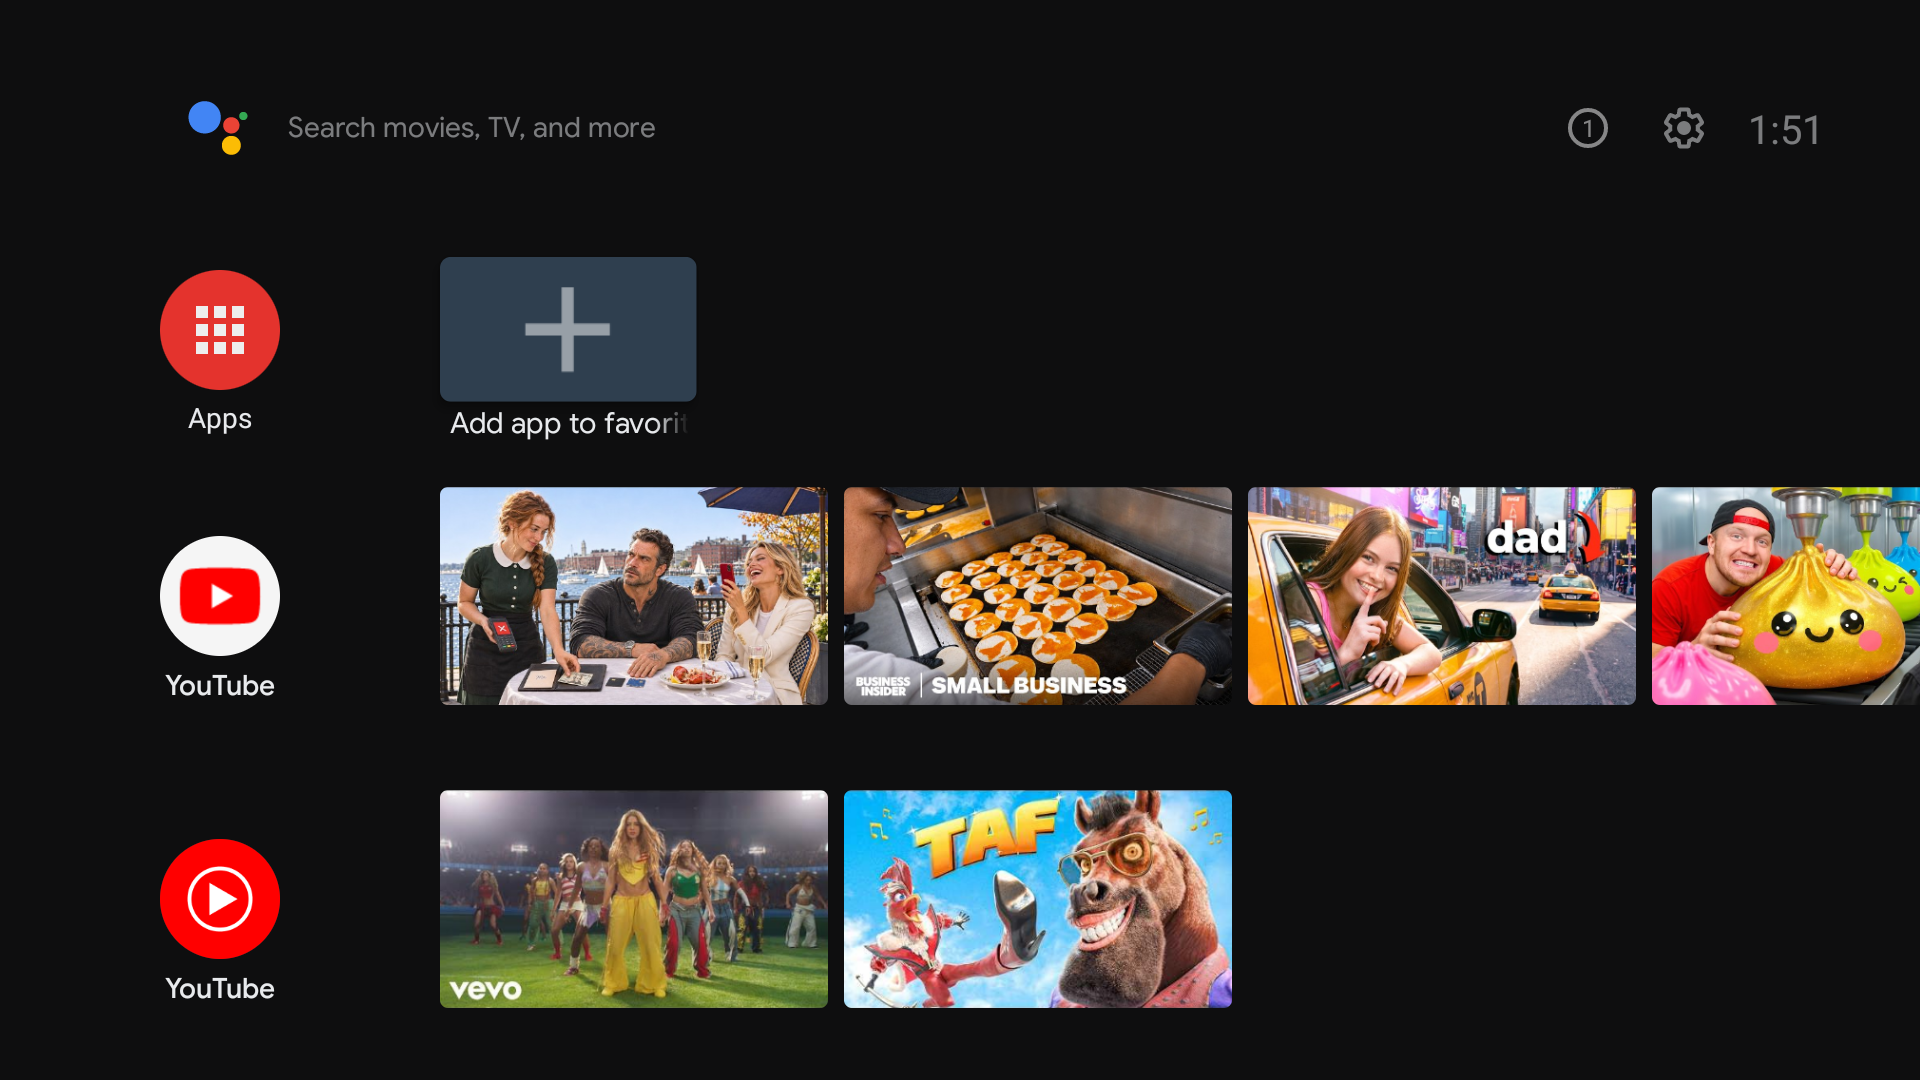 Search movies, TV, and more
1
1:51
Apps
Add app to favorit
YouTube
dad
BUSINESS
INSIDER
SMALL BUSINESS
YouTube
vevo
TAF